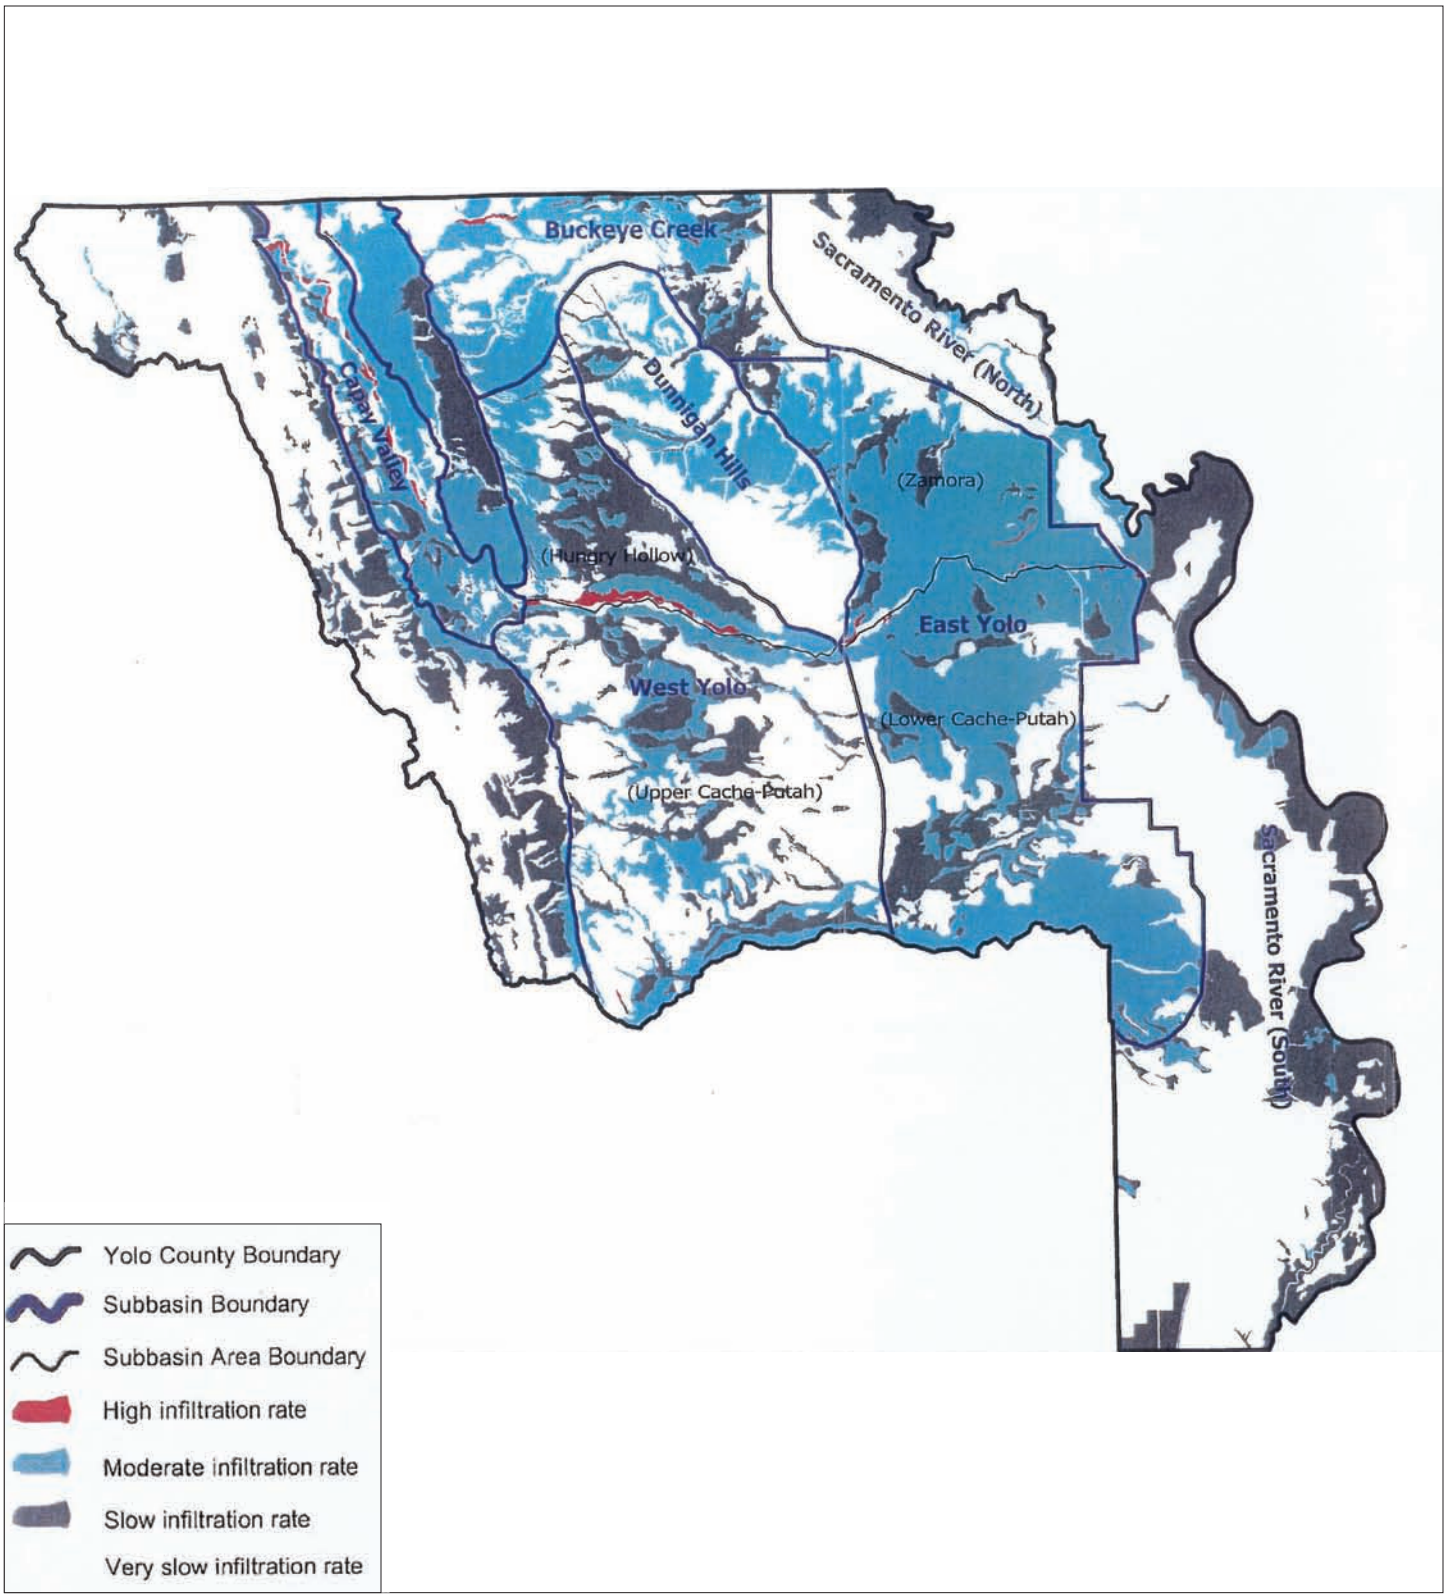 Buckeye Creek
Sacramento River (North)
Capay Valley
Dunnigan Hills
(Zamora)
(Hungry Hollow)
East Yolo
West Yolo
(Lower Cache-Putah)
(Upper Cache-Putah)
Sacramento River (South)
Yolo County Boundary
Subbasin Boundary
Subbasin Area Boundary
High infiltration rate
Moderate infiltration rate
Slow infiltration rate
Very slow infiltration rate